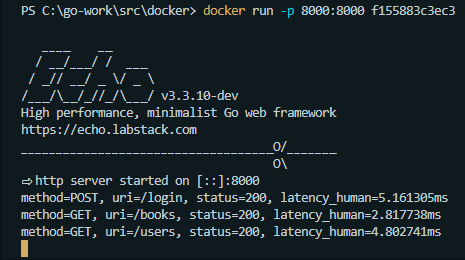 PS C:\go-work\src\docker> docker run -p 8000:8000 f155883c3ec3
   ____    __
  / __/___/ /  ___
 / _// __/ _ \/ _ \
/___/\__/_//_/\___/ v3.3.10-dev
High performance, minimalist Go web framework
https://echo.labstack.com
____________________________________O/_______
                                    O\
⇨ http server started on [::]:8000
method=POST, uri=/login, status=200, latency_human=5.161305ms
method=GET, uri=/books, status=200, latency_human=2.817738ms
method=GET, uri=/users, status=200, latency_human=4.802741ms